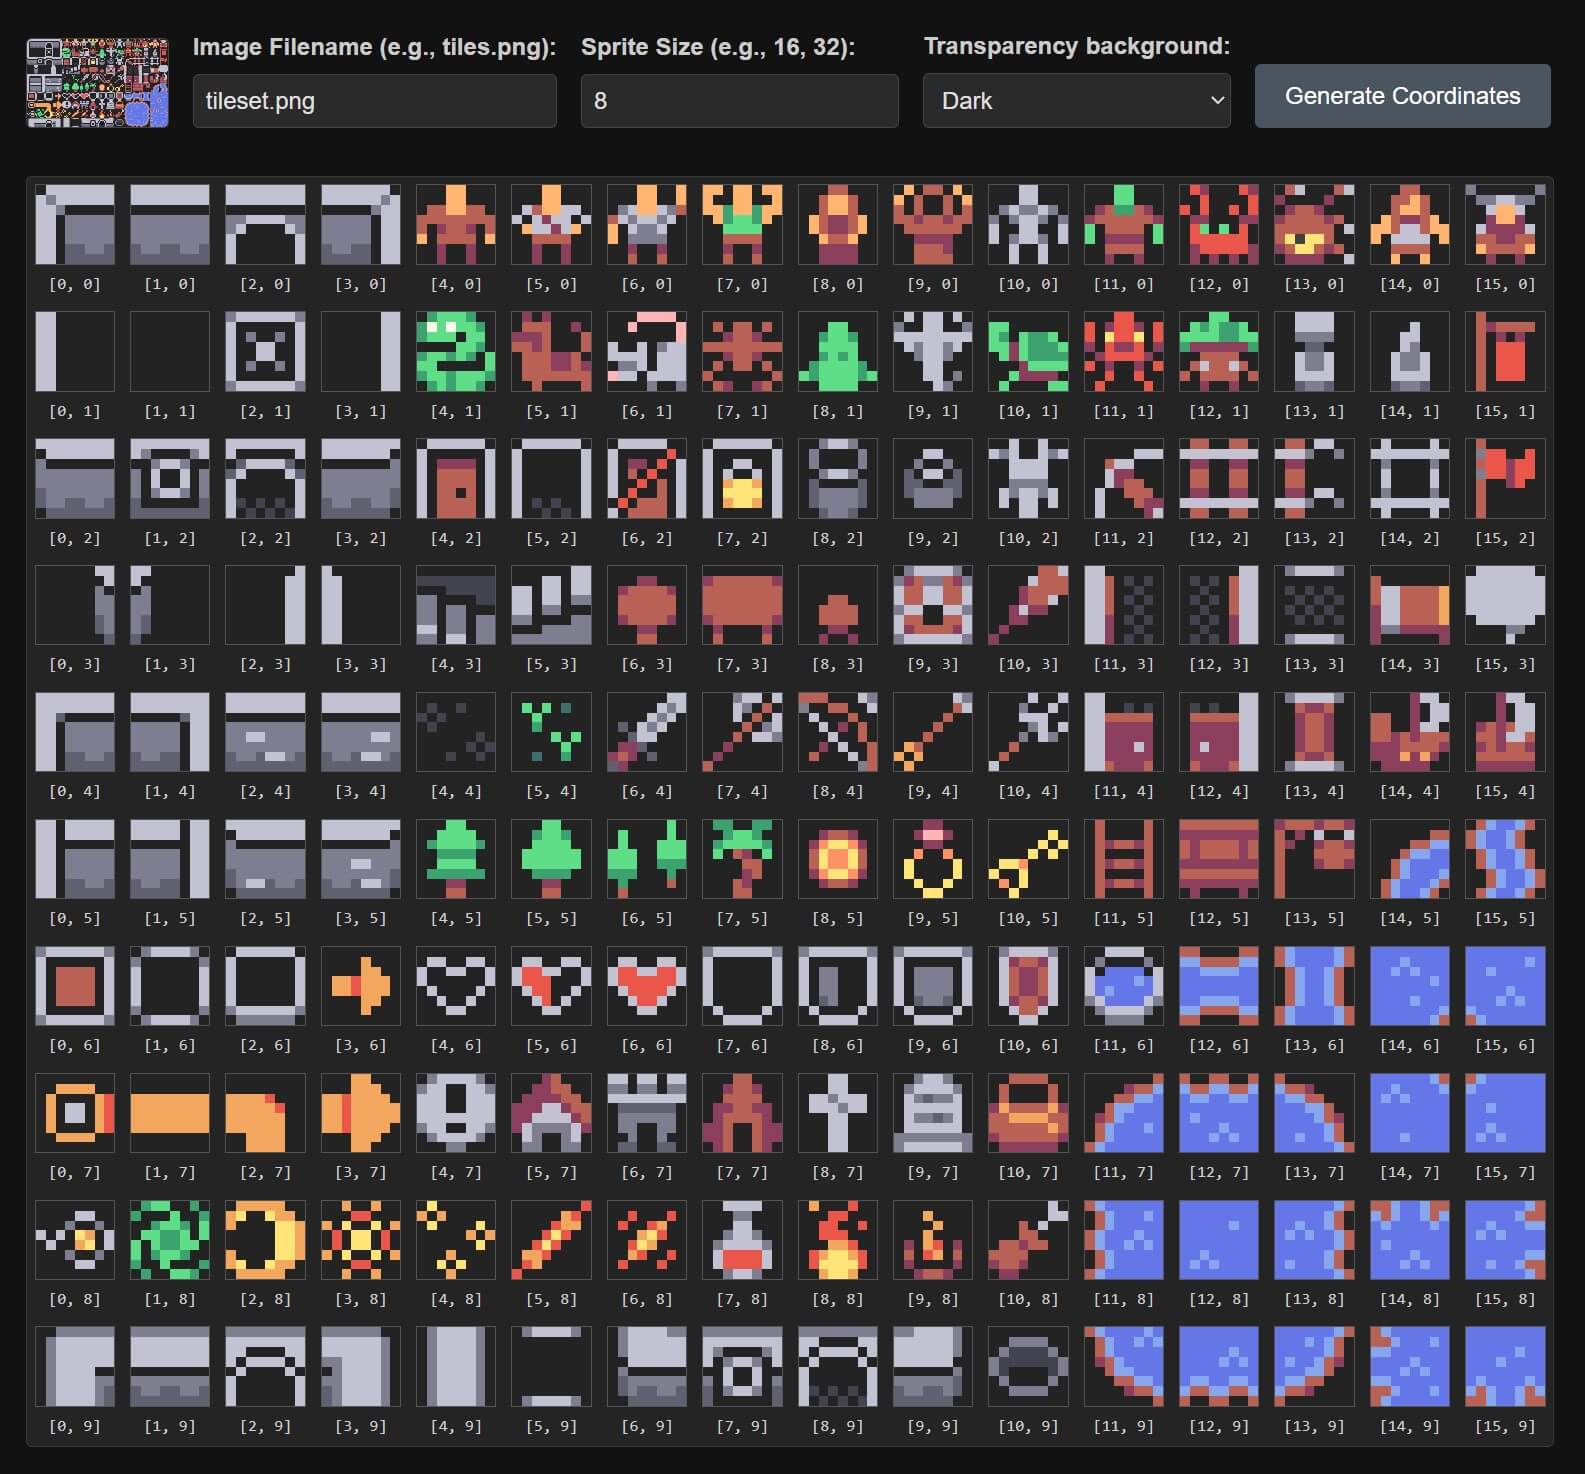 Image Filename (e.g., tiles.png): Sprite Size (e.g., 16, 32): Transparency background:
tileset.png 8 Dark Generate Coordinates
[0, 0] [1, 0] [2, 0] [3, 0] [4, 0] [5, 0] [6, 0] [7, 0] [8, 0] [9, 0] [10, 0] [11, 0] [12, 0] [13, 0] [14, 0] [15, 0]
[0, 1] [1, 1] [2, 1] [3, 1] [4, 1] [5, 1] [6, 1] [7, 1] [8, 1] [9, 1] [10, 1] [11, 1] [12, 1] [13, 1] [14, 1] [15, 1]
[0, 2] [1, 2] [2, 2] [3, 2] [4, 2] [5, 2] [6, 2] [7, 2] [8, 2] [9, 2] [10, 2] [11, 2] [12, 2] [13, 2] [14, 2] [15, 2]
[0, 3] [1, 3] [2, 3] [3, 3] [4, 3] [5, 3] [6, 3] [7, 3] [8, 3] [9, 3] [10, 3] [11, 3] [12, 3] [13, 3] [14, 3] [15, 3]
[0, 4] [1, 4] [2, 4] [3, 4] [4, 4] [5, 4] [6, 4] [7, 4] [8, 4] [9, 4] [10, 4] [11, 4] [12, 4] [13, 4] [14, 4] [15, 4]
[0, 5] [1, 5] [2, 5] [3, 5] [4, 5] [5, 5] [6, 5] [7, 5] [8, 5] [9, 5] [10, 5] [11, 5] [12, 5] [13, 5] [14, 5] [15, 5]
[0, 6] [1, 6] [2, 6] [3, 6] [4, 6] [5, 6] [6, 6] [7, 6] [8, 6] [9, 6] [10, 6] [11, 6] [12, 6] [13, 6] [14, 6] [15, 6]
[0, 7] [1, 7] [2, 7] [3, 7] [4, 7] [5, 7] [6, 7] [7, 7] [8, 7] [9, 7] [10, 7] [11, 7] [12, 7] [13, 7] [14, 7] [15, 7]
[0, 8] [1, 8] [2, 8] [3, 8] [4, 8] [5, 8] [6, 8] [7, 8] [8, 8] [9, 8] [10, 8] [11, 8] [12, 8] [13, 8] [14, 8] [15, 8]
[0, 9] [1, 9] [2, 9] [3, 9] [4, 9] [5, 9] [6, 9] [7, 9] [8, 9] [9, 9] [10, 9] [11, 9] [12, 9] [13, 9] [14, 9] [15, 9]